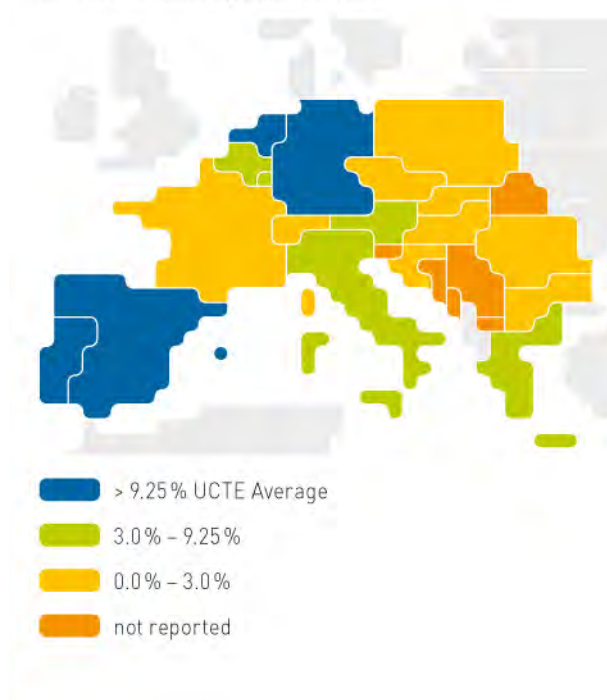 > 9.25% UCTE Average
3.0% – 9.25%
0.0% – 3.0%
not reported